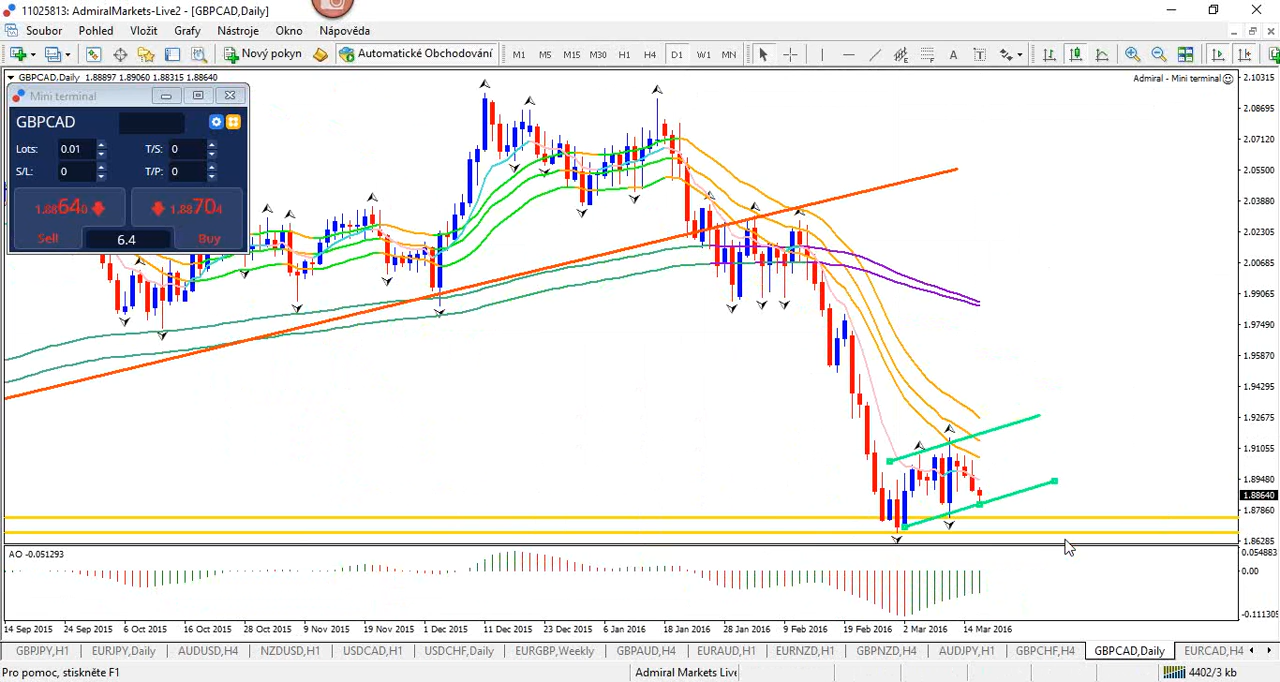 11025813: AdmiralMarkets-Live2 - [GBPCAD,Daily]
Soubor Pohled Vložit Grafy Nástroje Okno Nápověda
Nový pokyn Automatické Obchodování M1 M5 M15 M30 H1 H4 D1 W1 MN A T
GBPCAD,Daily 1.88897 1.89060 1.88315 1.88640
Admiral - Mini terminal
Mini terminal
GBPCAD
Lots: 0.01 T/S: 0
S/L: 0 T/P: 0
1.88640 1.88704
Sell 6.4 Buy
2.10315
2.08695
2.07120
2.05500
2.03880
2.02305
2.00685
1.99065
1.97490
1.95870
1.94295
1.92675
1.91055
1.89480
1.88640
1.87860
1.86285
AO -0.051293
0.054883
0.00
-0.111305
14 Sep 2015 24 Sep 2015 6 Oct 2015 16 Oct 2015 28 Oct 2015 9 Nov 2015 19 Nov 2015 1 Dec 2015 11 Dec 2015 23 Dec 2015 6 Jan 2016 18 Jan 2016 28 Jan 2016 9 Feb 2016 19 Feb 2016 2 Mar 2016 14 Mar 2016
GBPJPY,H1 EURJPY,Daily AUDUSD,H4 NZDUSD,H1 USDCAD,H1 USDCHF,Daily EURGBP,Weekly GBPAUD,H4 EURAUD,H1 EURNZD,H1 GBPNZD,H4 AUDJPY,H1 GBPCHF,H4 GBPCAD,Daily EURCAD,H4
Pro pomoc, stiskněte F1 Admiral Markets Live 4402/3 kb